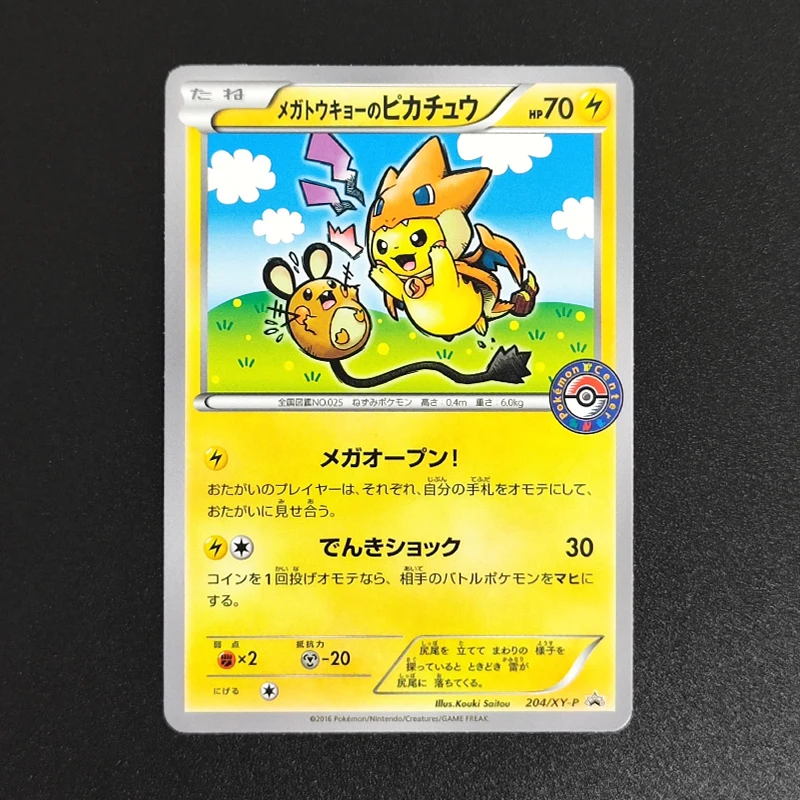 たね
メガトウキョーのピカチュウ HP70
Pokémon Center
全国図鑑NO.025 ねずみポケモン 高さ:0.4m 重さ:6.0kg
メガオープン!
おたがいのプレイヤーは、それぞれ、自分の手札をオモテにして、
おたがいに見せ合う。
でんきショック 30
コインを1回投げオモテなら、相手のバトルポケモンをマヒに
する。
弱点 抵抗力
×2 -20
にげる
尻尾を 立てて まわりの 様子を
探っていると ときどき 雷が
尻尾に 落ちてくる。
Illus.Kouki Saitou 204/XY-P
©2016 Pokémon/Nintendo/Creatures/GAME FREAK.